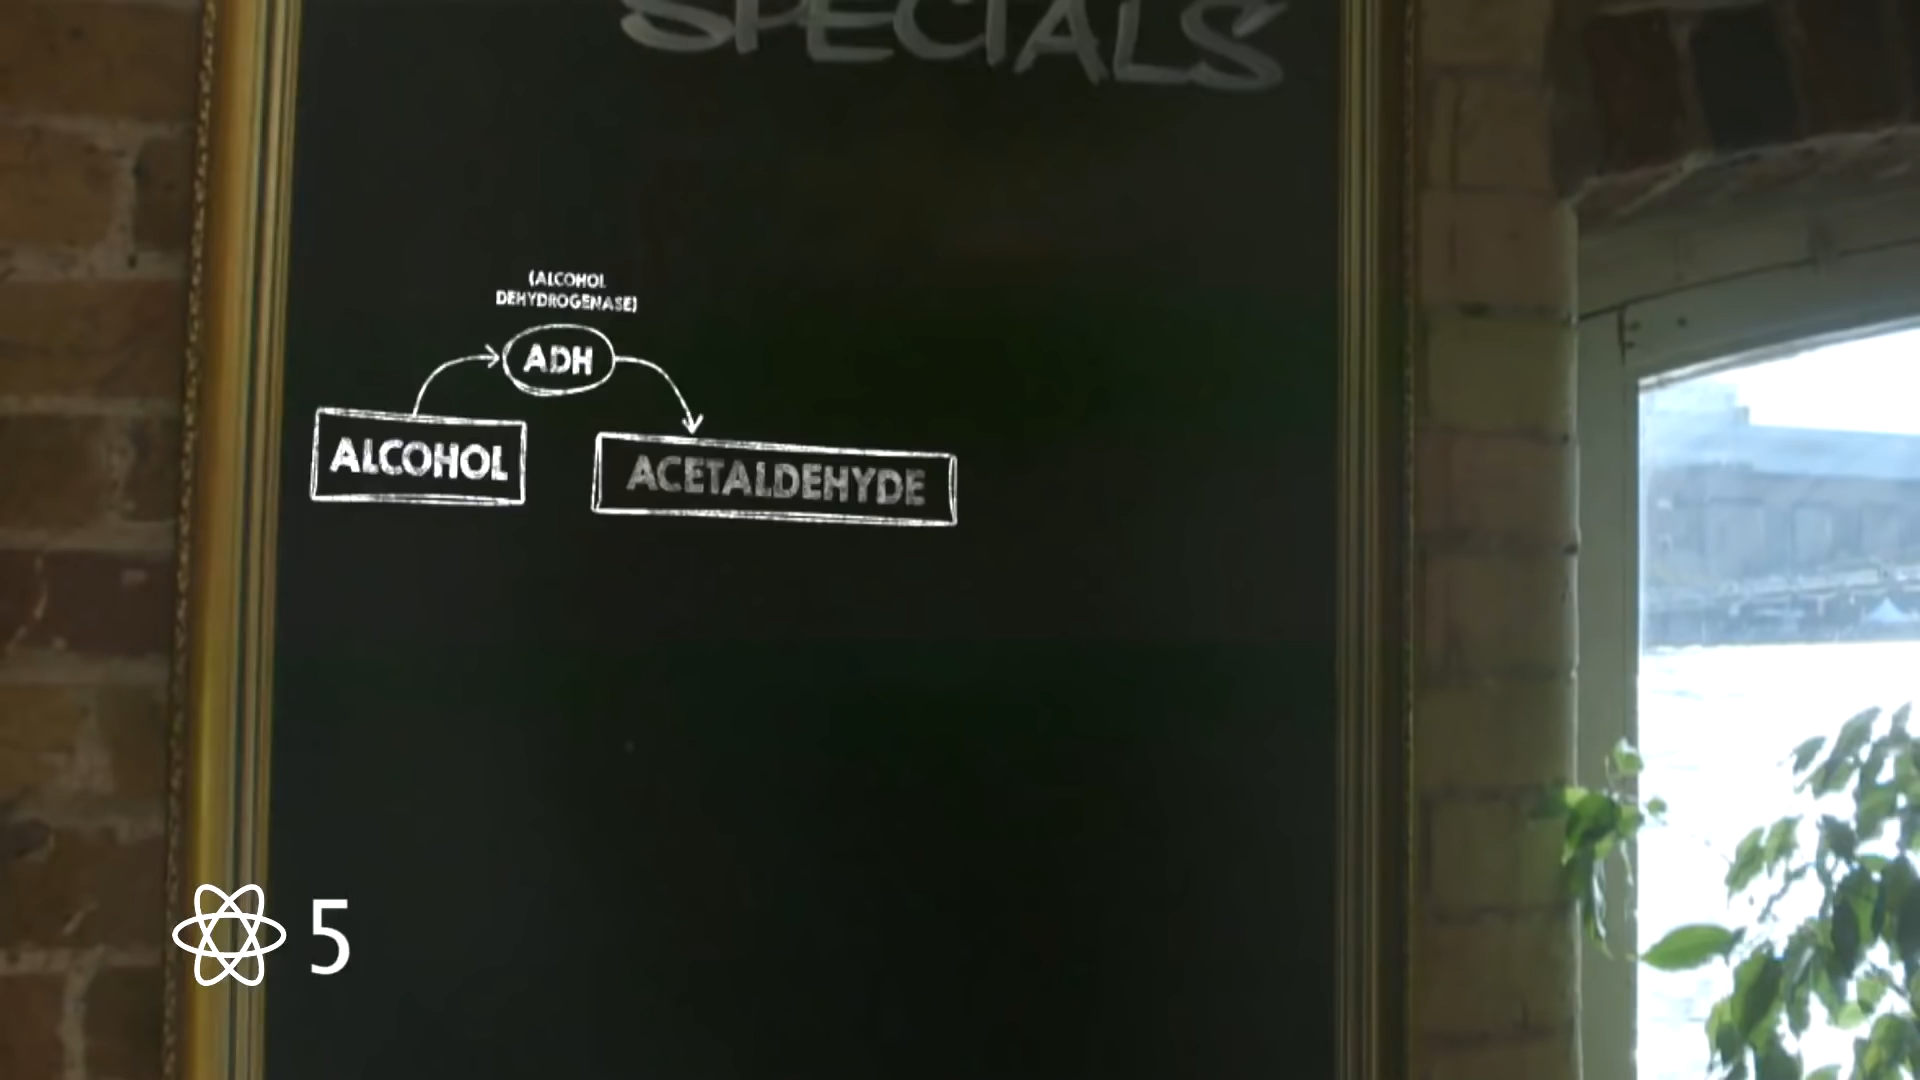 SPECIALS
(ALCOHOL
DEHYDROGENASE)
ADH
ALCOHOL
ACETALDEHYDE
5